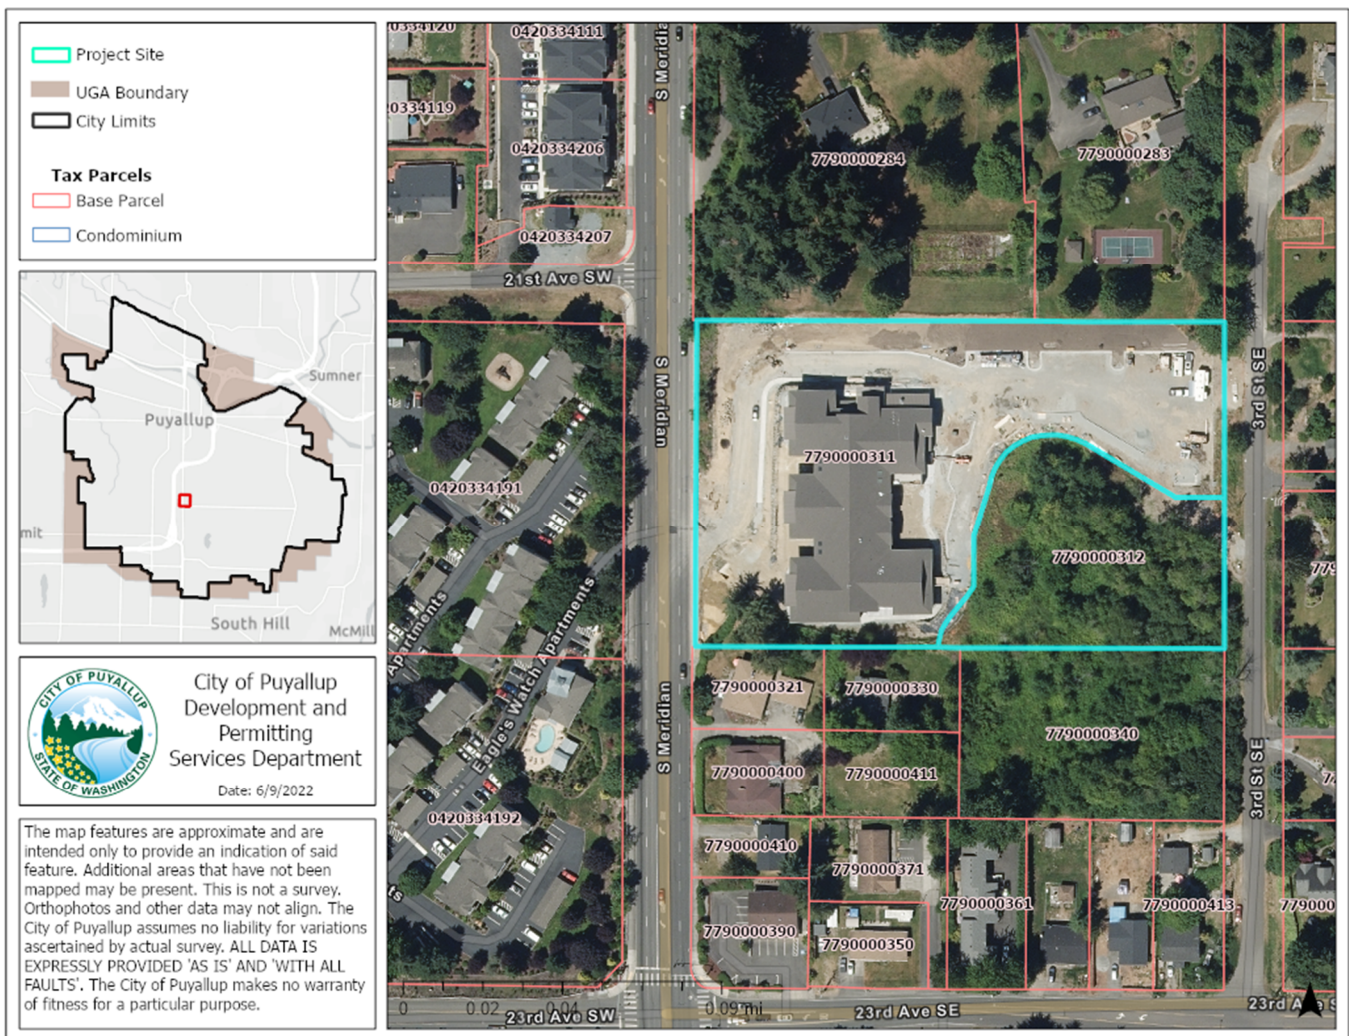 Project Site
UGA Boundary
City Limits
Tax Parcels
Base Parcel
Condominium
Sumner
Puyallup
mit
South Hill
McMill
CITY OF PUYALLUP
STATE OF WASHINGTON
City of Puyallup
Development and
Permitting
Services Department
Date: 6/9/2022
The map features are approximate and are
intended only to provide an indication of said
feature. Additional areas that have not been
mapped may be present. This is not a survey.
Orthophotos and other data may not align. The
City of Puyallup assumes no liability for variations
ascertained by actual survey. ALL DATA IS
EXPRESSLY PROVIDED 'AS IS' AND 'WITH ALL
FAULTS'. The City of Puyallup makes no warranty
of fitness for a particular purpose.
0420334111
S Meridia
0334119
0420334206
7790000284
7790000283
0420334207
21st Ave SW
S Meridian
3rd St SE
7790000311
0420334191
7790000312
779
Apartments
s
Eagle's Watch Apartments
7790000321
7790000330
S Meridian
7790000340
3rd St SE
7790000400
7790000411
0420334192
7790000410
7790000371
7790000361
7790000413
779000
ts
7790000390
7790000350
0
0.02
0.04
0.09 mi
23rd Ave SW
23rd Ave SE